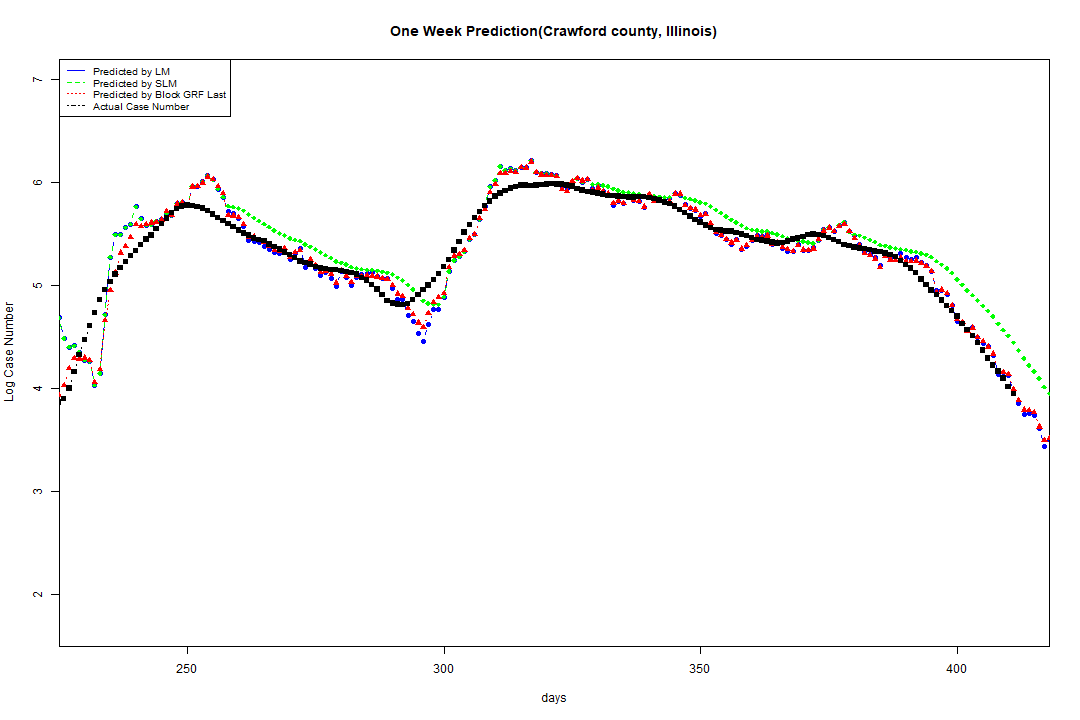 One Week Prediction(Crawford county, Illinois)
Predicted by LM
Predicted by SLM
Predicted by Block GRF Last
Actual Case Number
7
6
5
4
3
2
Log Case Number
250
300
350
400
days